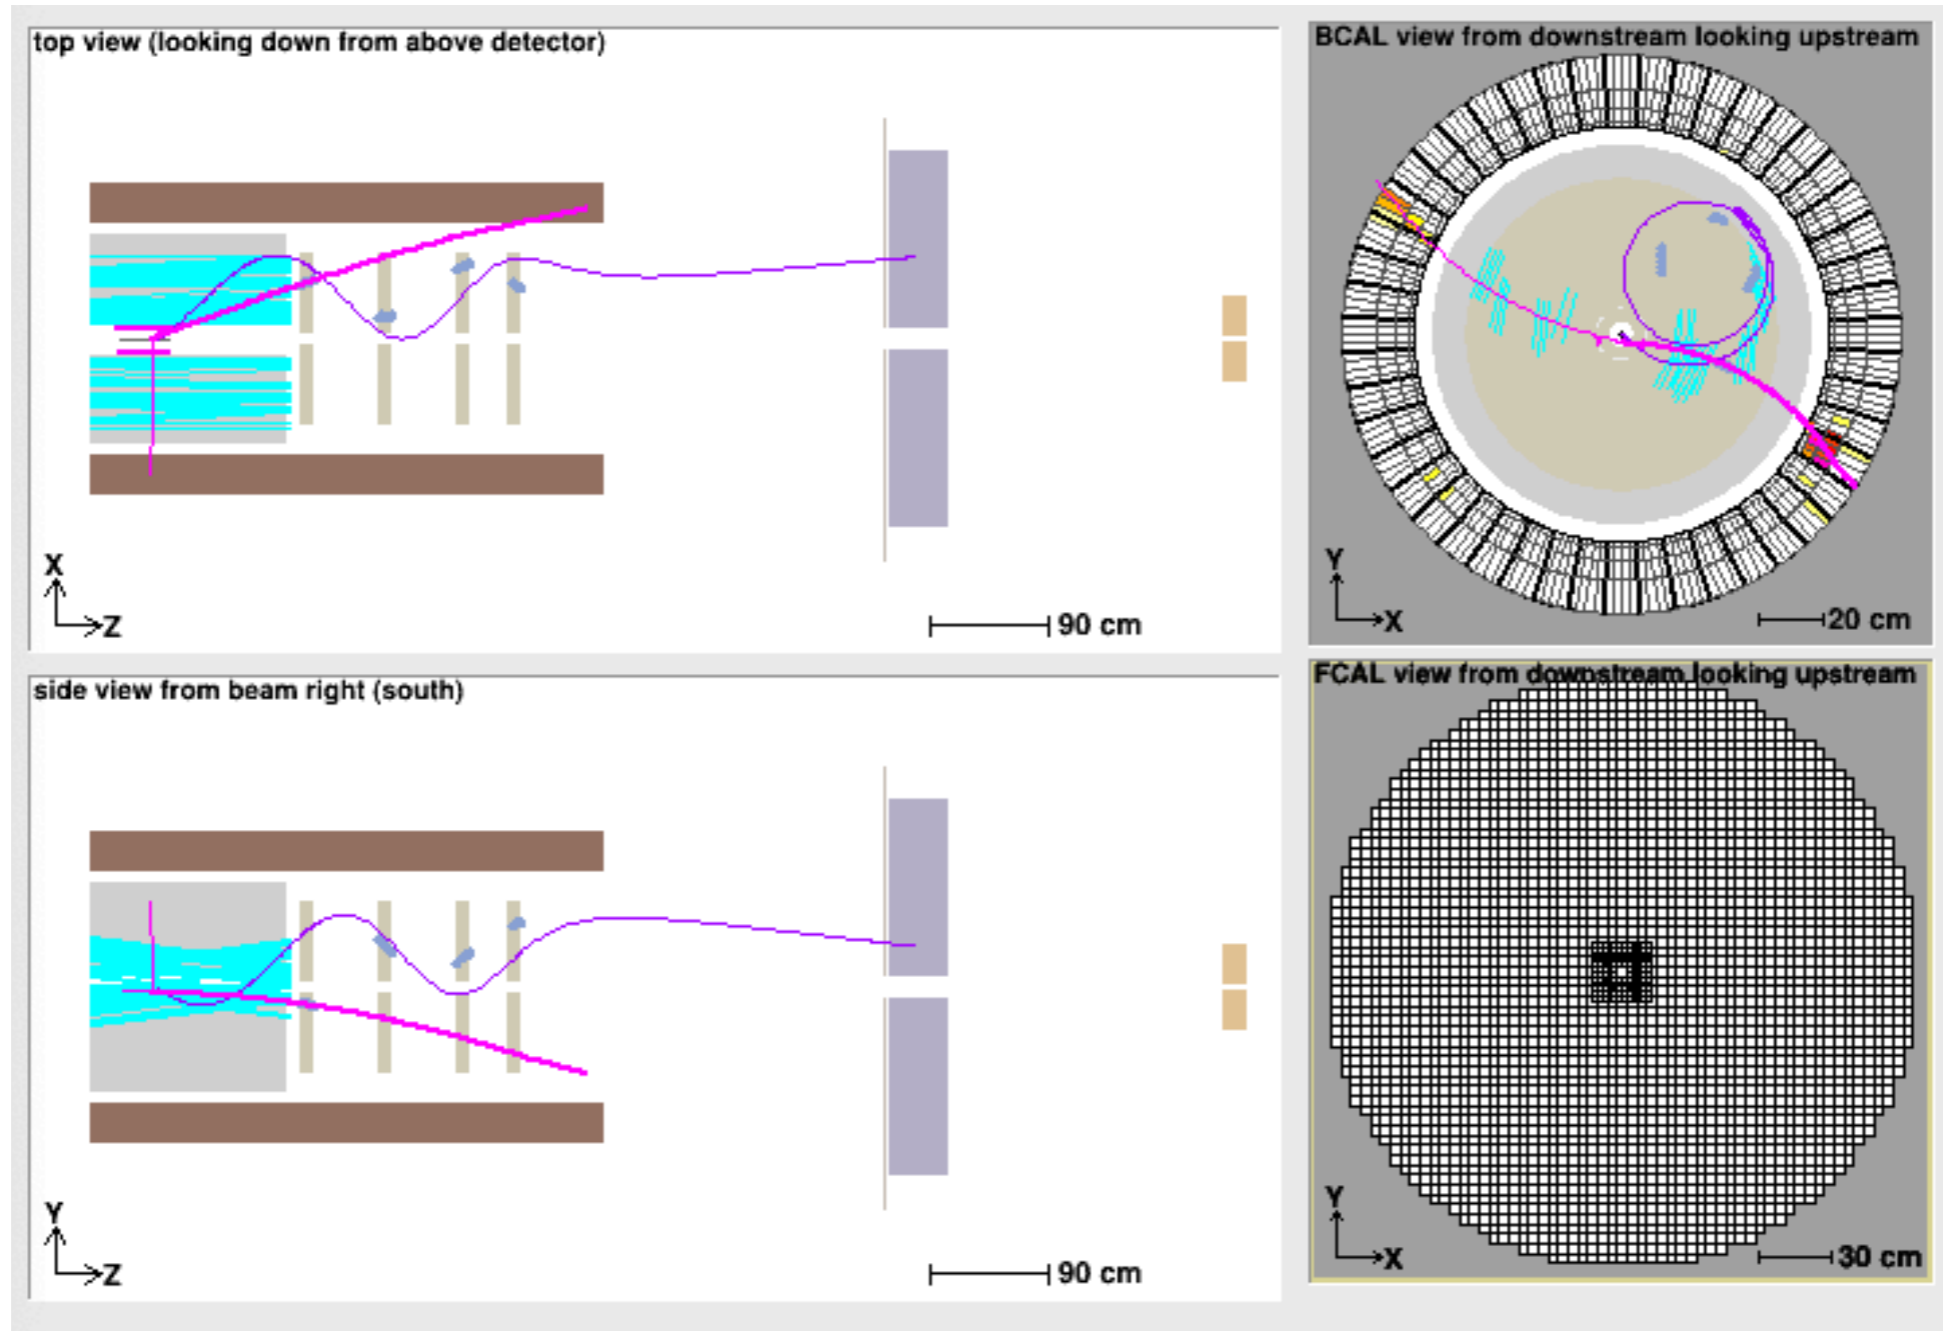 top view (looking down from above detector)
X
Z
90 cm
BCAL view from downstream looking upstream
Y
X
20 cm
side view from beam right (south)
Y
Z
90 cm
FCAL view from downstream looking upstream
Y
X
30 cm